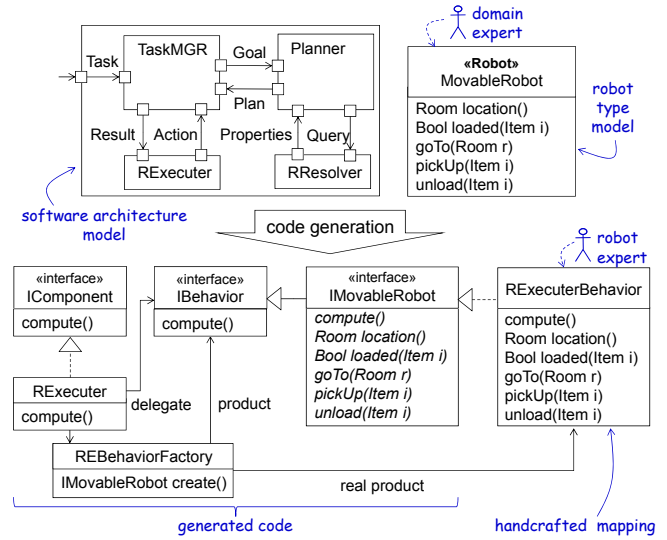 domain
expert
TaskMGR
Goal
Planner
Task
Plan
Result
Action
Properties
Query
RExecuter
RResolver
«Robot»
MovableRobot
Room location()
Bool loaded(Item i)
goTo(Room r)
pickUp(Item i)
unload(Item i)
robot
type
model
software architecture
model
code generation
robot
expert
«interface»
IComponent
compute()
«interface»
IBehavior
compute()
«interface»
IMovableRobot
compute()
Room location()
Bool loaded(Item i)
goTo(Room r)
pickUp(Item i)
unload(Item i)
RExecuterBehavior
compute()
Room location()
Bool loaded(Item i)
goTo(Room r)
pickUp(Item i)
unload(Item i)
RExecuter
compute()
delegate
product
REBehaviorFactory
IMovableRobot create()
real product
generated code
handcrafted mapping